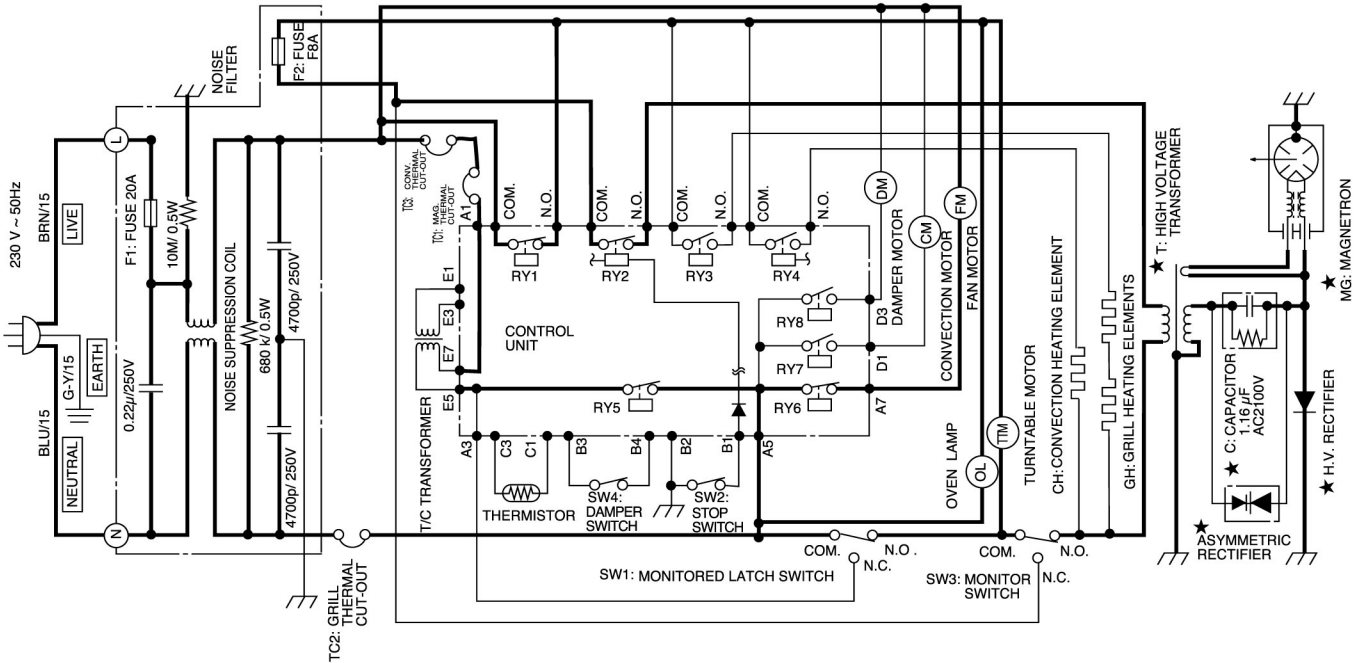 230 V ~ 50Hz
BRN/15
LIVE
G-Y/15
EARTH
BLU/15
NEUTRAL
L
N
F1: FUSE 20A
10M/ 0.5W
0.22µ/250V
NOISE
FILTER
NOISE SUPPRESSION COIL
680 k/ 0.5W
4700p/ 250V
4700p/ 250V
F2: FUSE
F8A
TC3: CONV.
THERMAL
CUT-OUT
TC1: MAG.
THERMAL
CUT-OUT
TC2: GRILL
THERMAL
CUT-OUT
A1
COM.
N.O.
COM.
N.O.
COM.
N.O.
COM.
N.O.
RY1
RY2
RY3
RY4
E1
E3
E7
E5
T/C TRANSFORMER
CONTROL
UNIT
RY8
RY7
RY5
RY6
D3
D1
A7
DM
CM
FM
DAMPER MOTOR
CONVECTION MOTOR
FAN MOTOR
A3
C3
C1
B3
B4
B2
B1
A5
THERMISTOR
SW4:
DAMPER
SWITCH
SW2:
STOP
SWITCH
OVEN LAMP
OL
TTM
TURNTABLE MOTOR
CH: CONVECTION HEATING ELEMENT
GH: GRILL HEATING ELEMENTS
COM.
N.O .
N.C.
SW1: MONITORED LATCH SWITCH
COM.
N.O.
N.C.
SW3: MONITOR
SWITCH
★ T: HIGH VOLTAGE
TRANSFORMER
★ C: CAPACITOR
1.16 µF
AC2100V
★ ASYMMETRIC
RECTIFIER
★ H.V. RECTIFIER
★ MG: MAGNETRON